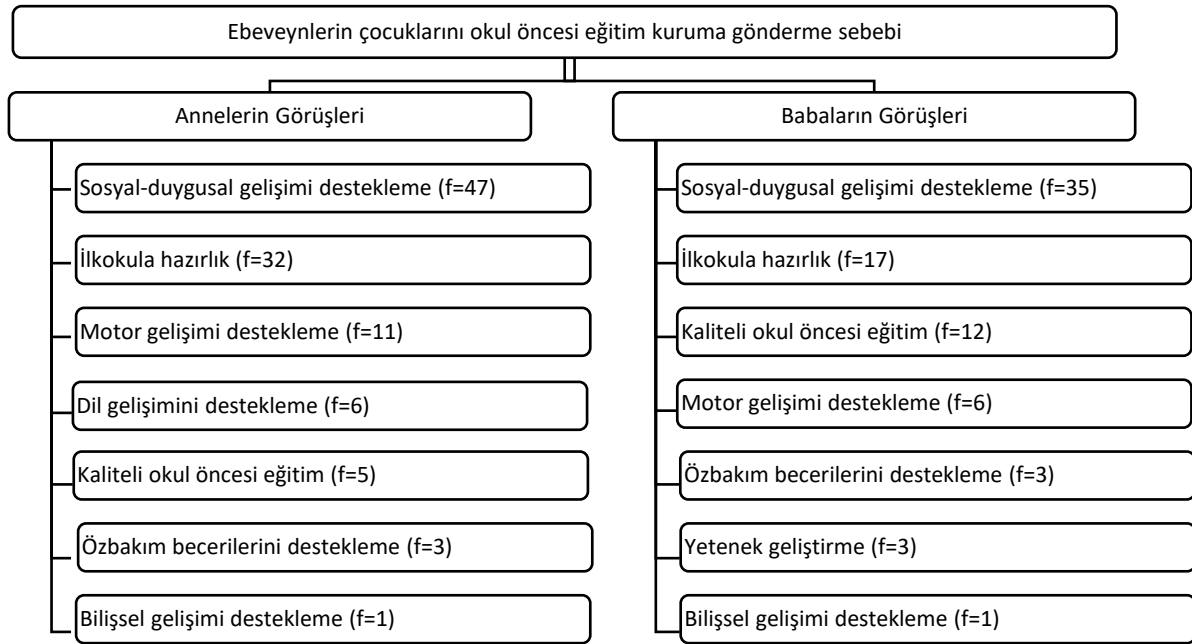 Ebeveynlerin çocuklarını okul öncesi eğitim kuruma gönderme sebebi
Annelerin Görüşleri
Sosyal-duygusal gelişimi destekleme (f=47)
İlkokula hazırlık (f=32)
Motor gelişimi destekleme (f=11)
Dil gelişimini destekleme (f=6)
Kaliteli okul öncesi eğitim (f=5)
Özbakım becerilerini destekleme (f=3)
Bilişsel gelişimi destekleme (f=1)
Babaların Görüşleri
Sosyal-duygusal gelişimi destekleme (f=35)
İlkokula hazırlık (f=17)
Kaliteli okul öncesi eğitim (f=12)
Motor gelişimi destekleme (f=6)
Özbakım becerilerini destekleme (f=3)
Yetenek geliştirme (f=3)
Bilişsel gelişimi destekleme (f=1)